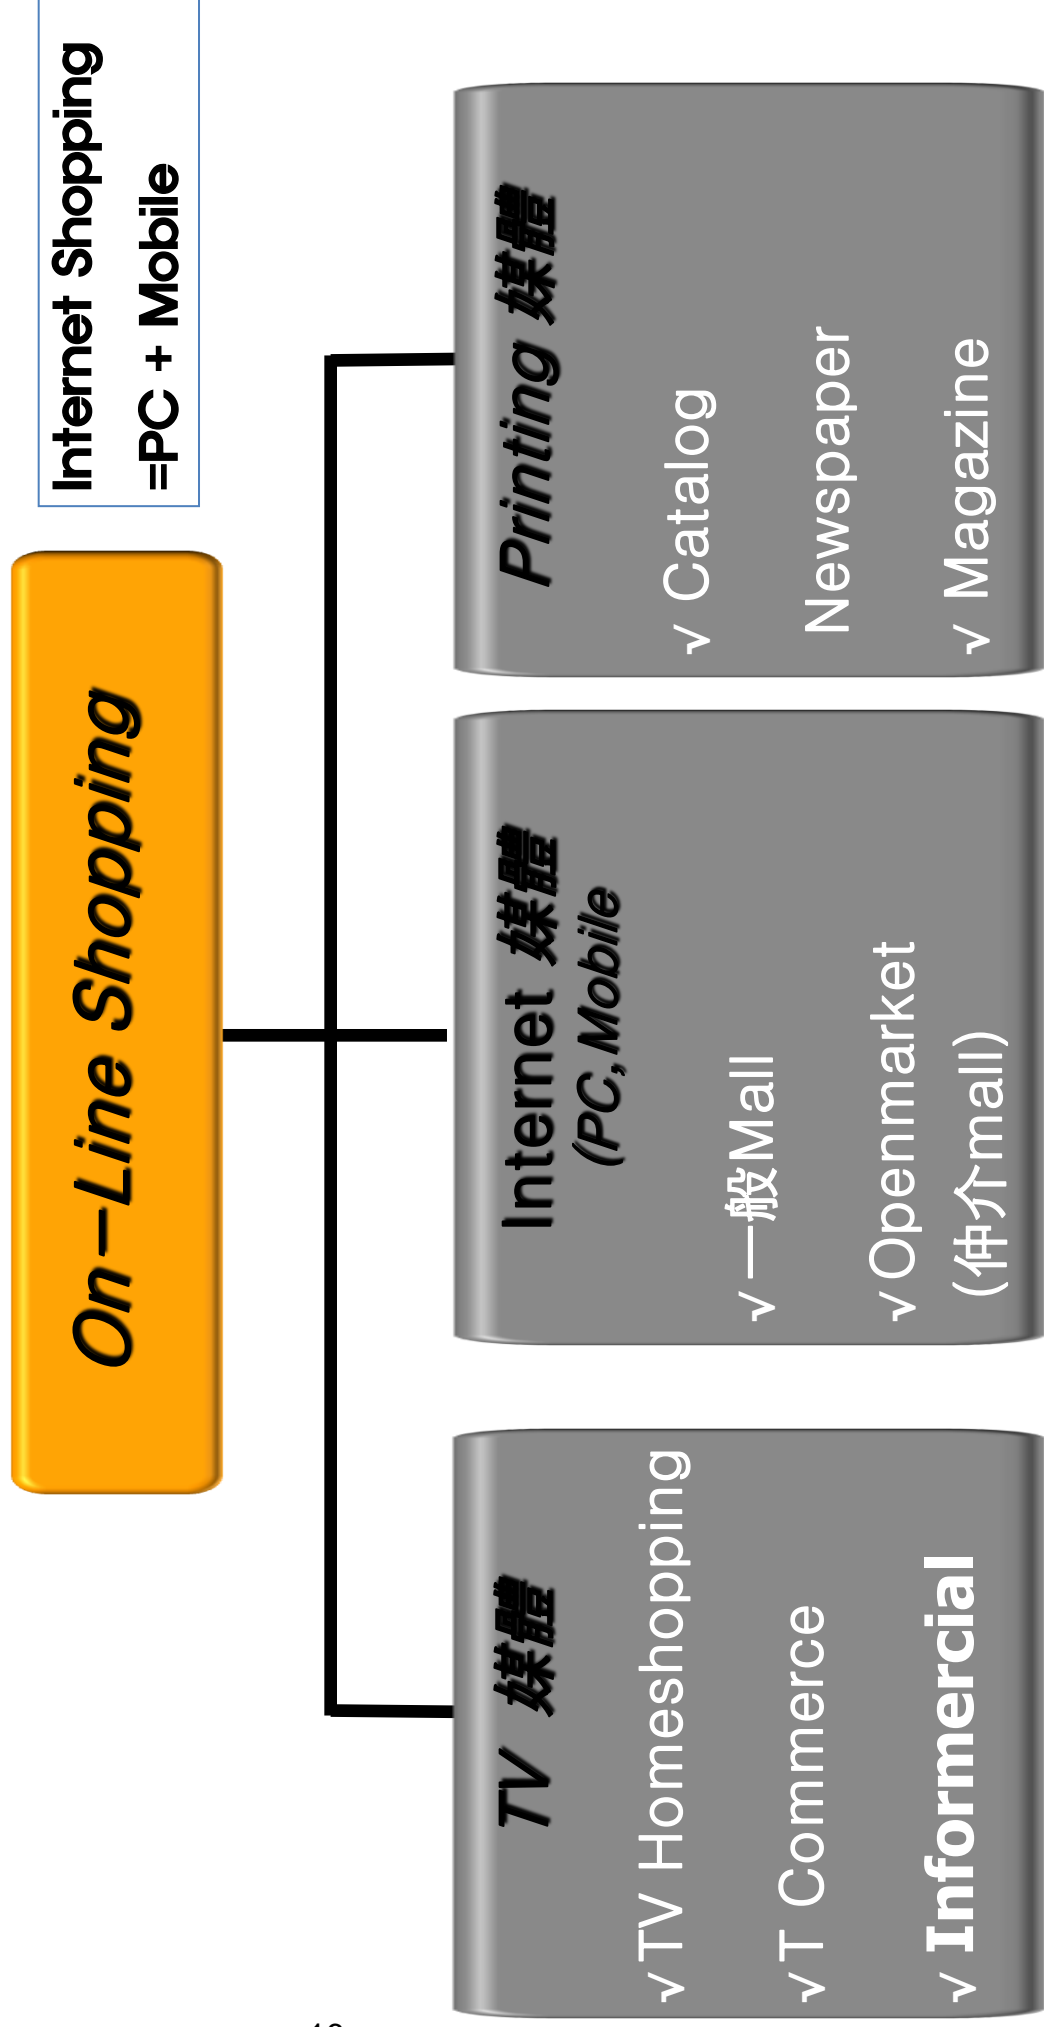 Internet Shopping
=PC + Mobile
On-Line Shopping
TV 媒體
√TV Homeshopping
√T Commerce
√ Informercial
Internet 媒體
(PC,Mobile
√一般Mall
√Openmarket
(仲介mall)
Printing 媒體
√ Catalog
Newspaper
√ Magazine